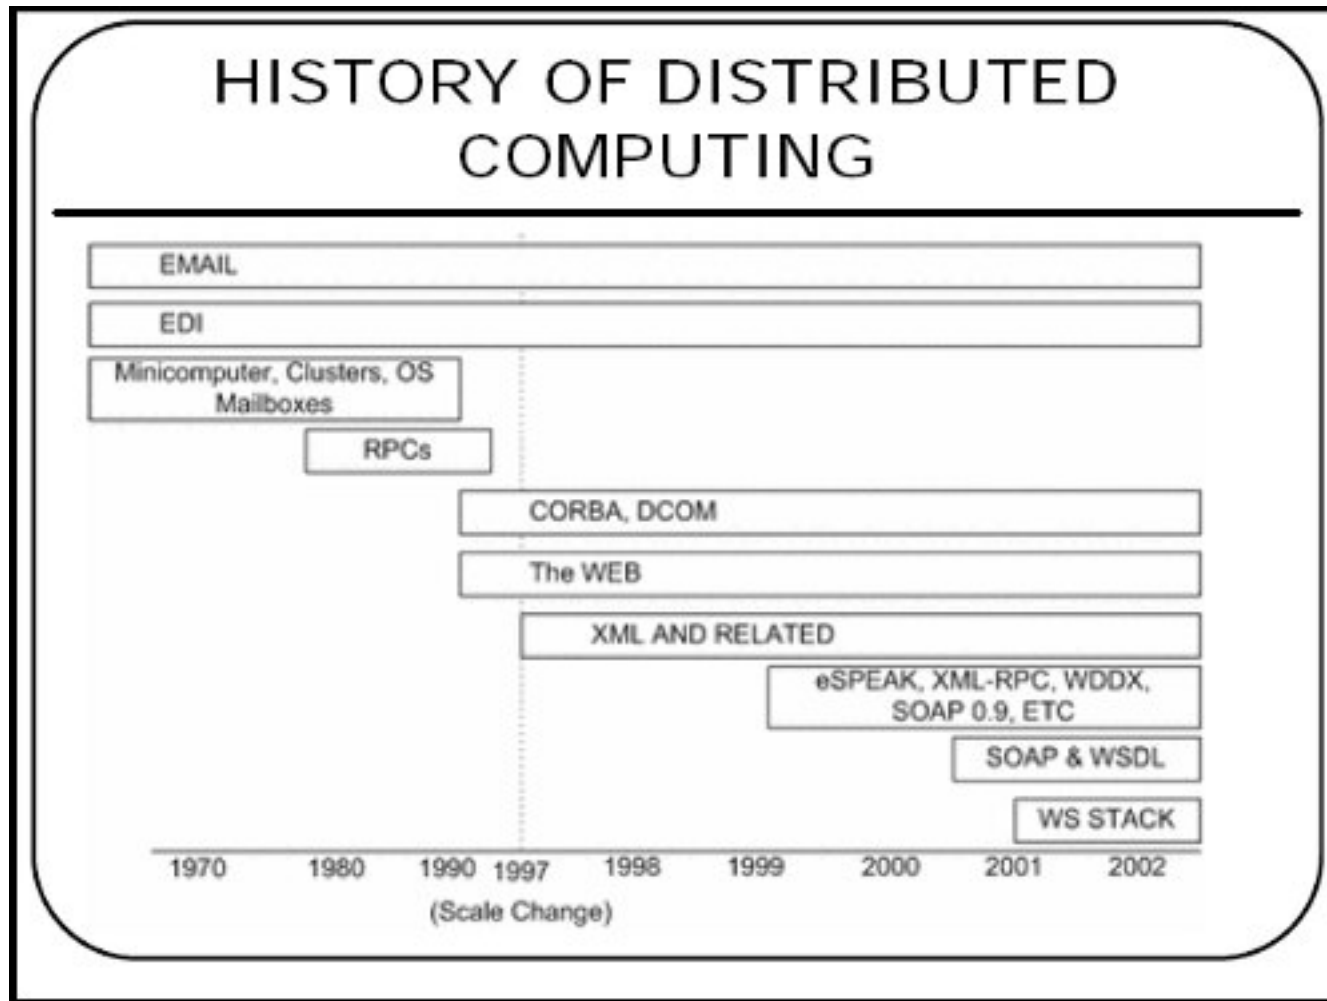 HISTORY OF DISTRIBUTED
COMPUTING
EMAIL
EDI
Minicomputer, Clusters, OS
Mailboxes
RPCs
CORBA, DCOM
The WEB
XML AND RELATED
eSPEAK, XML-RPC, WDDX,
SOAP 0.9, ETC
SOAP & WSDL
WS STACK
1970 1980 1990 1997 1998 1999 2000 2001 2002
(Scale Change)